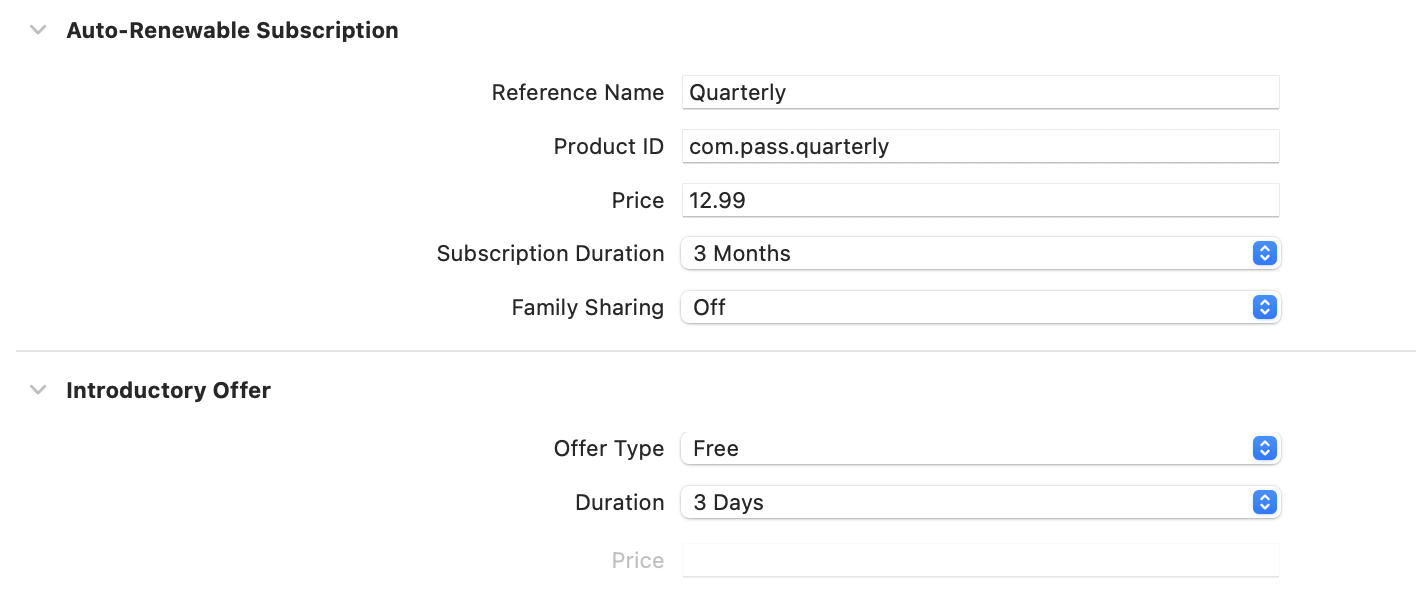 Auto-Renewable Subscription
Reference Name Quarterly
Product ID com.pass.quarterly
Price 12.99
Subscription Duration 3 Months
Family Sharing Off
Introductory Offer
Offer Type Free
Duration 3 Days
Price